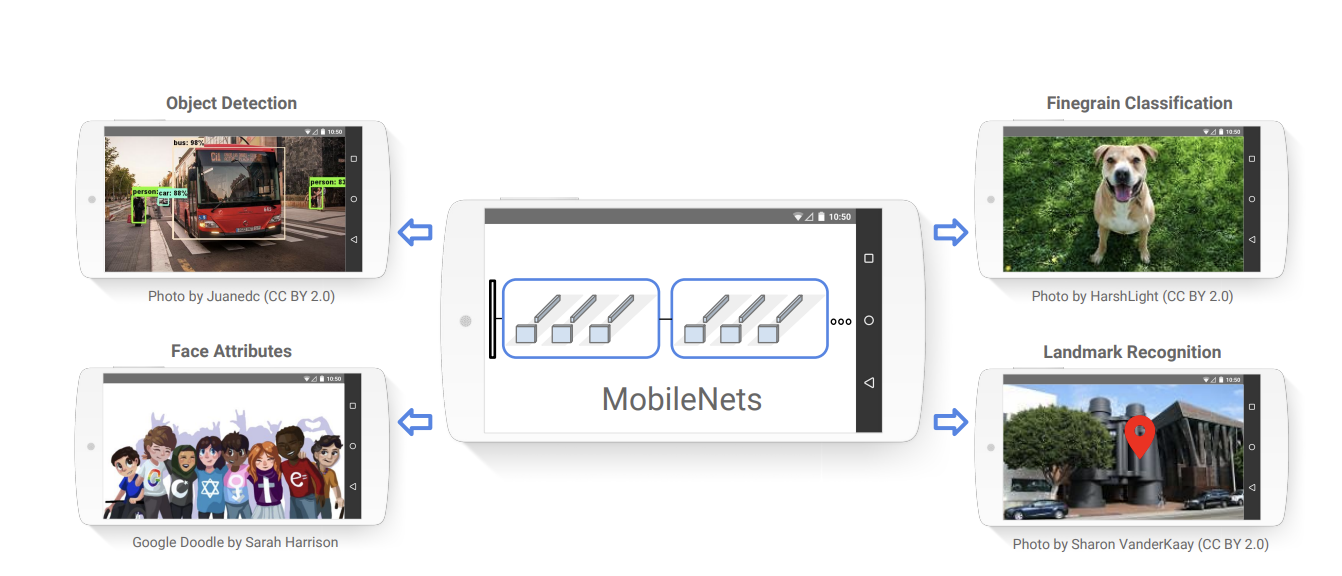 Object Detection
10:50
bus: 98%
person:
car: 88%
person: 81
Photo by Juanedc (CC BY 2.0)
Face Attributes
10:50
G
C
t
e=
Google Doodle by Sarah Harrison
10:50
MobileNets
Finegrain Classification
10:50
Photo by HarshLight (CC BY 2.0)
Landmark Recognition
10:50
Photo by Sharon VanderKaay (CC BY 2.0)